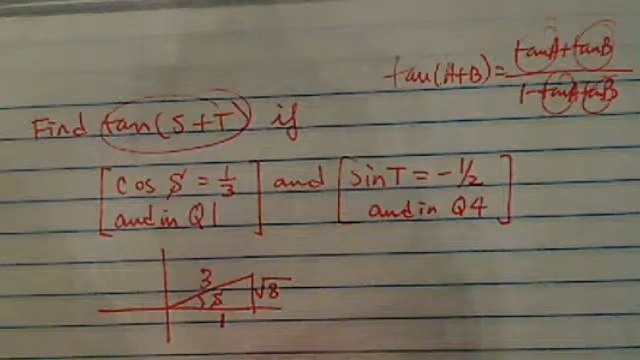 tan(A+B) = tanA+tanB / 1-tanAtanB
Find tan(S+T) if
[cos S = 1/3 and in Q1] and [sin T = -1/2 and in Q4]
3
√8
S
1